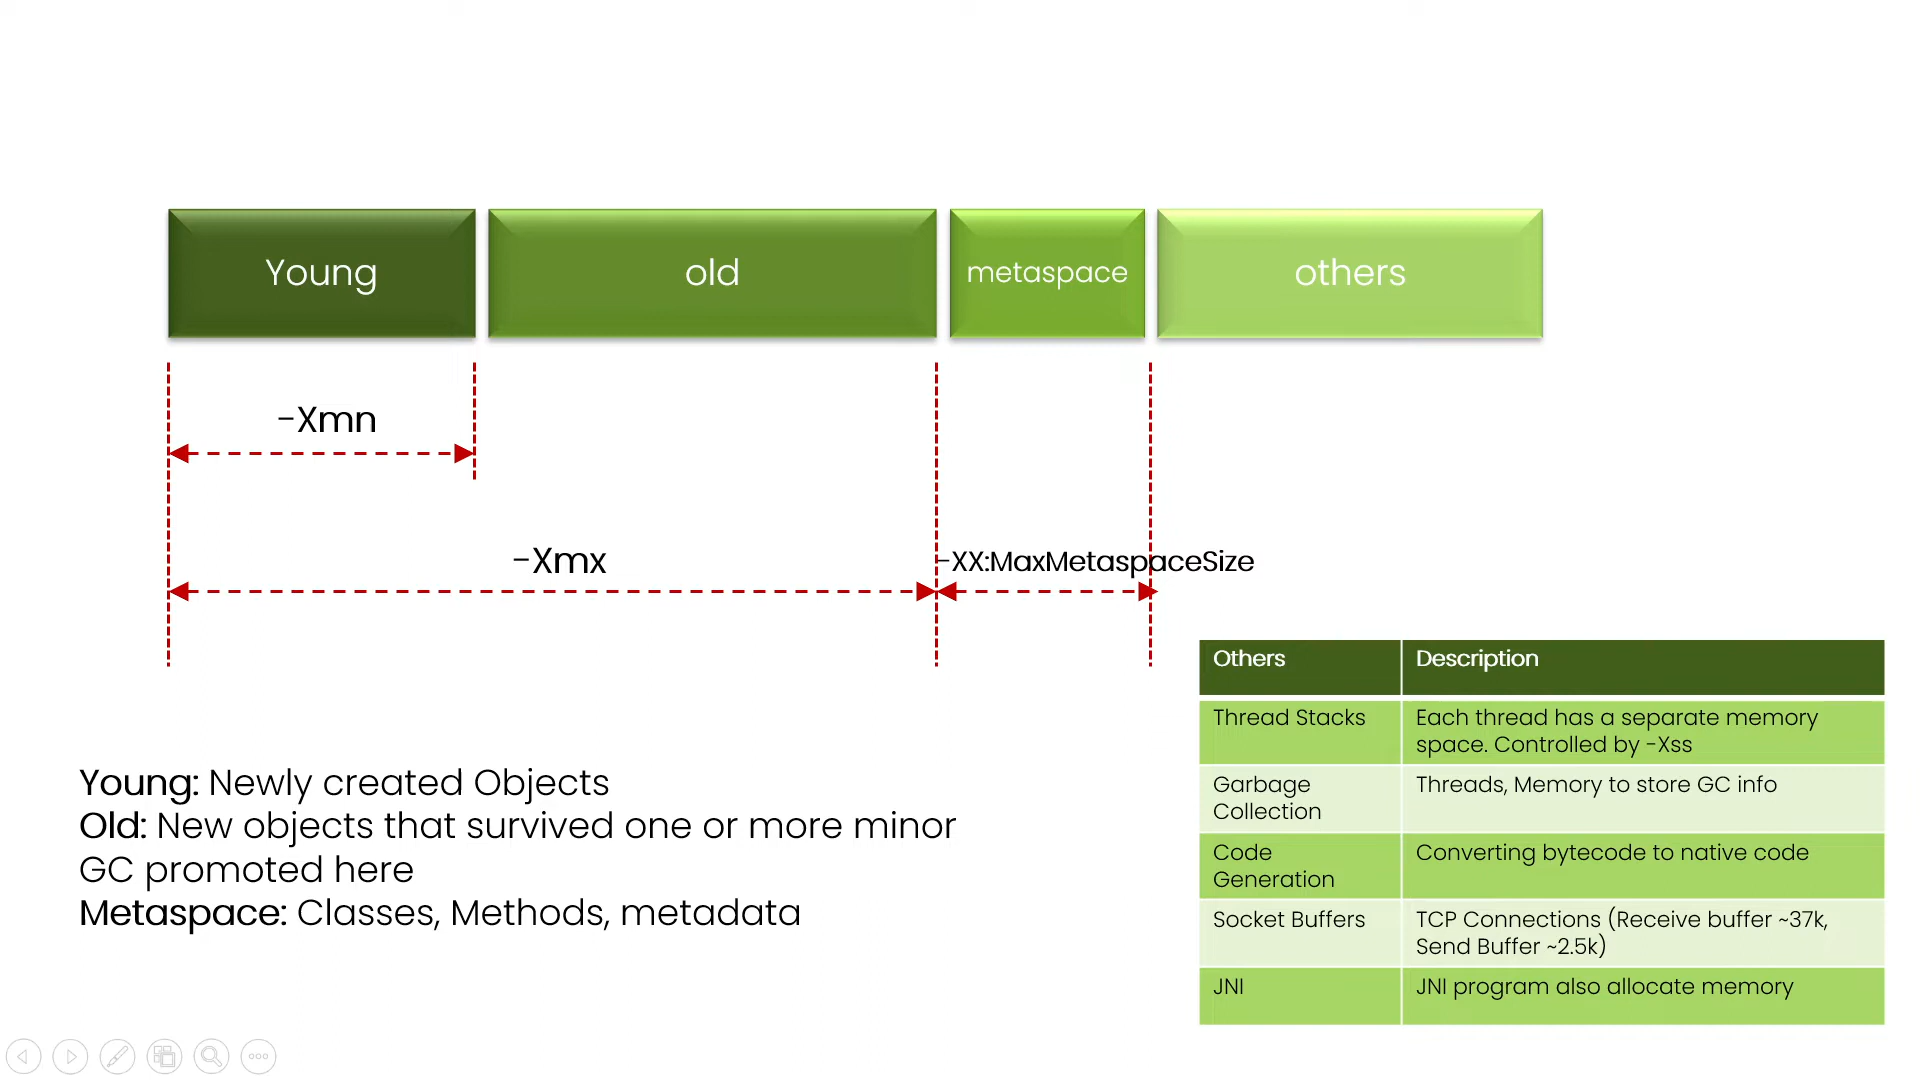 Young
old
metaspace
others
-Xmn
-Xmx
-XX:MaxMetaspaceSize
Young: Newly created Objects
Old: New objects that survived one or more minor
GC promoted here
Metaspace: Classes, Methods, metadata
Others
Description
Thread Stacks
Each thread has a separate memory
space. Controlled by -Xss
Garbage
Collection
Threads, Memory to store GC info
Code
Generation
Converting bytecode to native code
Socket Buffers
TCP Connections (Receive buffer ~37k,
Send Buffer ~2.5k)
JNI
JNI program also allocate memory